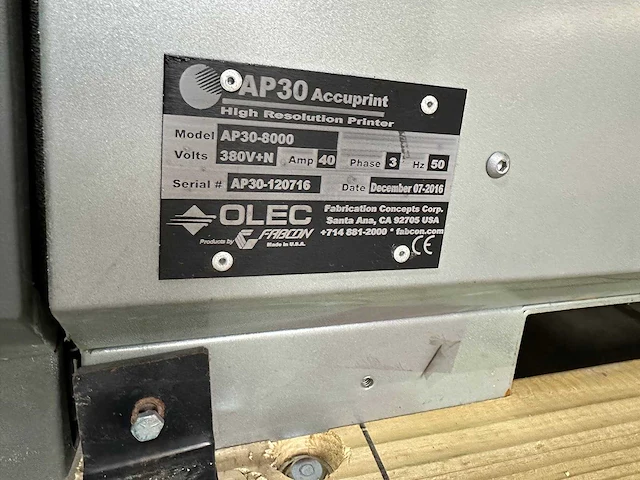 AP30 Accuprint
High Resolution Printer
Model AP30-8000
Volts 380V+N Amp 40 Phase 3 Hz 50
Serial # AP30-120716 Date December 07-2016
OLEC Fabrication Concepts Corp.
Santa Ana, CA 92705 USA
Products by FABCON +714 881-2000 * fabcon.com
Made in U.S.A. CE